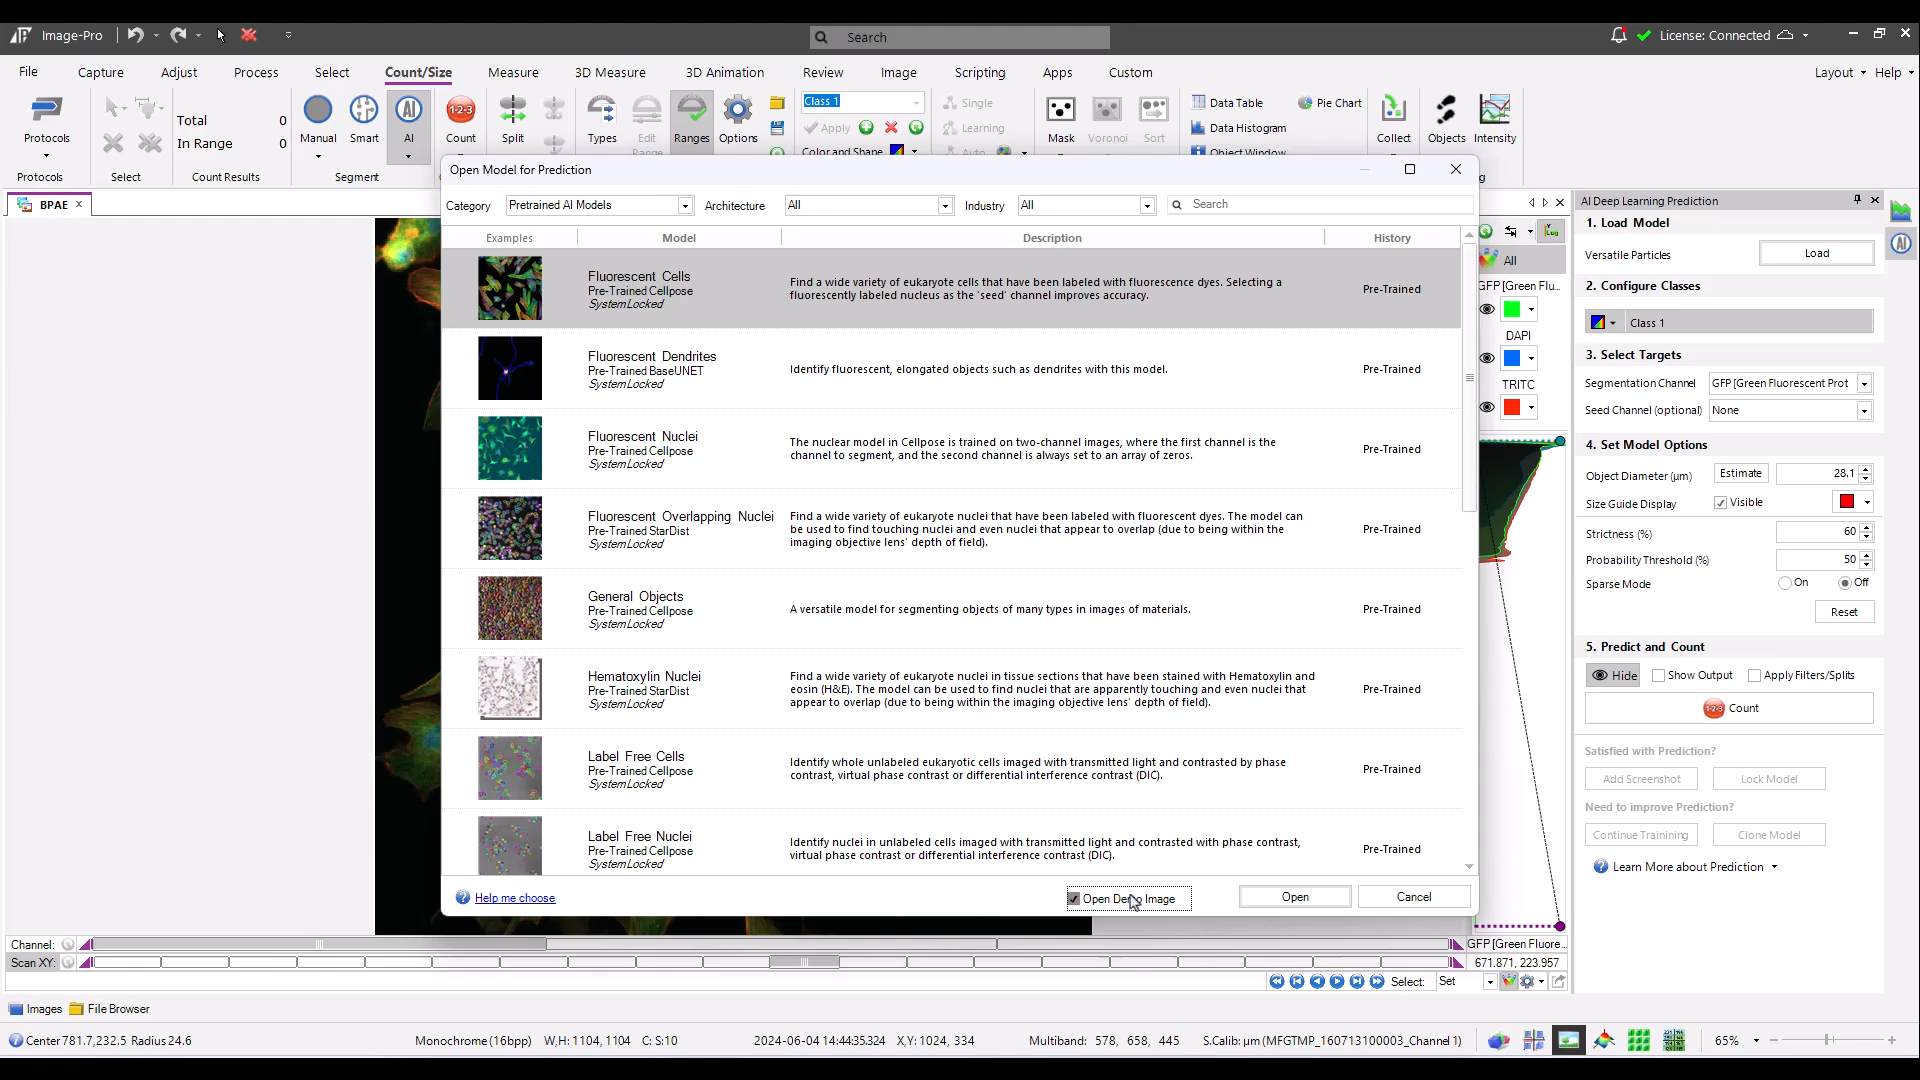 Image-Pro
Search
License: Connected
File Capture Adjust Process Select Count/Size Measure 3D Measure 3D Animation Review Image Scripting Apps Custom Layout Help
Protocols
Protocols
Select
Total 0
In Range 0
Count Results
Manual Smart AI
Segment
Count
Split
Types
Edit
Ranges
Options
Class 1
Apply
Color and Shape
Single
Learning
Auto
Mask Voronoi Sort
Data Table
Pie Chart
Data Histogram
Object Window
Collect
Objects Intensity
BPAE
Open Model for Prediction
Category Pretrained AI Models Architecture All Industry All Search
Examples Model Description History
Fluorescent Cells
Pre-Trained Cellpose
SystemLocked
Find a wide variety of eukaryote cells that have been labeled with fluorescence dyes. Selecting a
fluorescently labeled nucleus as the 'seed' channel improves accuracy.
Pre-Trained
Fluorescent Dendrites
Pre-Trained BaseUNET
SystemLocked
Identify fluorescent, elongated objects such as dendrites with this model.
Pre-Trained
Fluorescent Nuclei
Pre-Trained Cellpose
SystemLocked
The nuclear model in Cellpose is trained on two-channel images, where the first channel is the
channel to segment, and the second channel is always set to an array of zeros.
Pre-Trained
Fluorescent Overlapping Nuclei
Pre-Trained StarDist
SystemLocked
Find a wide variety of eukaryote nuclei that have been labeled with fluorescent dyes. The model can
be used to find touching nuclei and even nuclei that appear to overlap (due to being within the
imaging objective lens' depth of field).
Pre-Trained
General Objects
Pre-Trained Cellpose
SystemLocked
A versatile model for segmenting objects of many types in images of materials.
Pre-Trained
Hematoxylin Nuclei
Pre-Trained StarDist
SystemLocked
Find a wide variety of eukaryote nuclei in tissue sections that have been stained with Hematoxylin and
eosin (H&E). The model can be used to find nuclei that are apparently touching and even nuclei that
appear to overlap (due to being within the imaging objective lens' depth of field).
Pre-Trained
Label Free Cells
Pre-Trained Cellpose
SystemLocked
Identify whole unlabeled eukaryotic cells imaged with transmitted light and contrasted by phase
contrast, virtual phase contrast or differential interference contrast (DIC).
Pre-Trained
Label Free Nuclei
Pre-Trained Cellpose
SystemLocked
Identify nuclei in unlabeled cells imaged with transmitted light and contrasted with phase contrast,
virtual phase contrast or differential interference contrast (DIC).
Pre-Trained
Help me choose
Open Demo Image
Open
Cancel
All
GFP [Green Flu...
DAPI
TRITC
AI Deep Learning Prediction
1. Load Model
Versatile Particles Load
2. Configure Classes
Class 1
3. Select Targets
Segmentation Channel GFP [Green Fluorescent Prot
Seed Channel (optional) None
4. Set Model Options
Object Diameter (µm) Estimate 28.1
Size Guide Display Visible
Strictness (%) 60
Probability Threshold (%) 50
Sparse Mode On Off
Reset
5. Predict and Count
Hide Show Output Apply Filters/Splits
1·2·3 Count
Satisfied with Prediction?
Add Screenshot Lock Model
Need to improve Prediction?
Continue Trainining Clone Model
Learn More about Prediction
Channel: GFP [Green Fluore...
Scan XY: 671.871, 223.957
Select: Set
Images File Browser
Center 781.7,232.5 Radius 24.6 Monochrome (16bpp) W,H: 1104, 1104 C: S:10 2024-06-04 14:44:35.324 X,Y: 1024, 334 Multiband: 578, 658, 445 S.Calib: µm (MFGTMP_160713100003_Channel 1) 65%